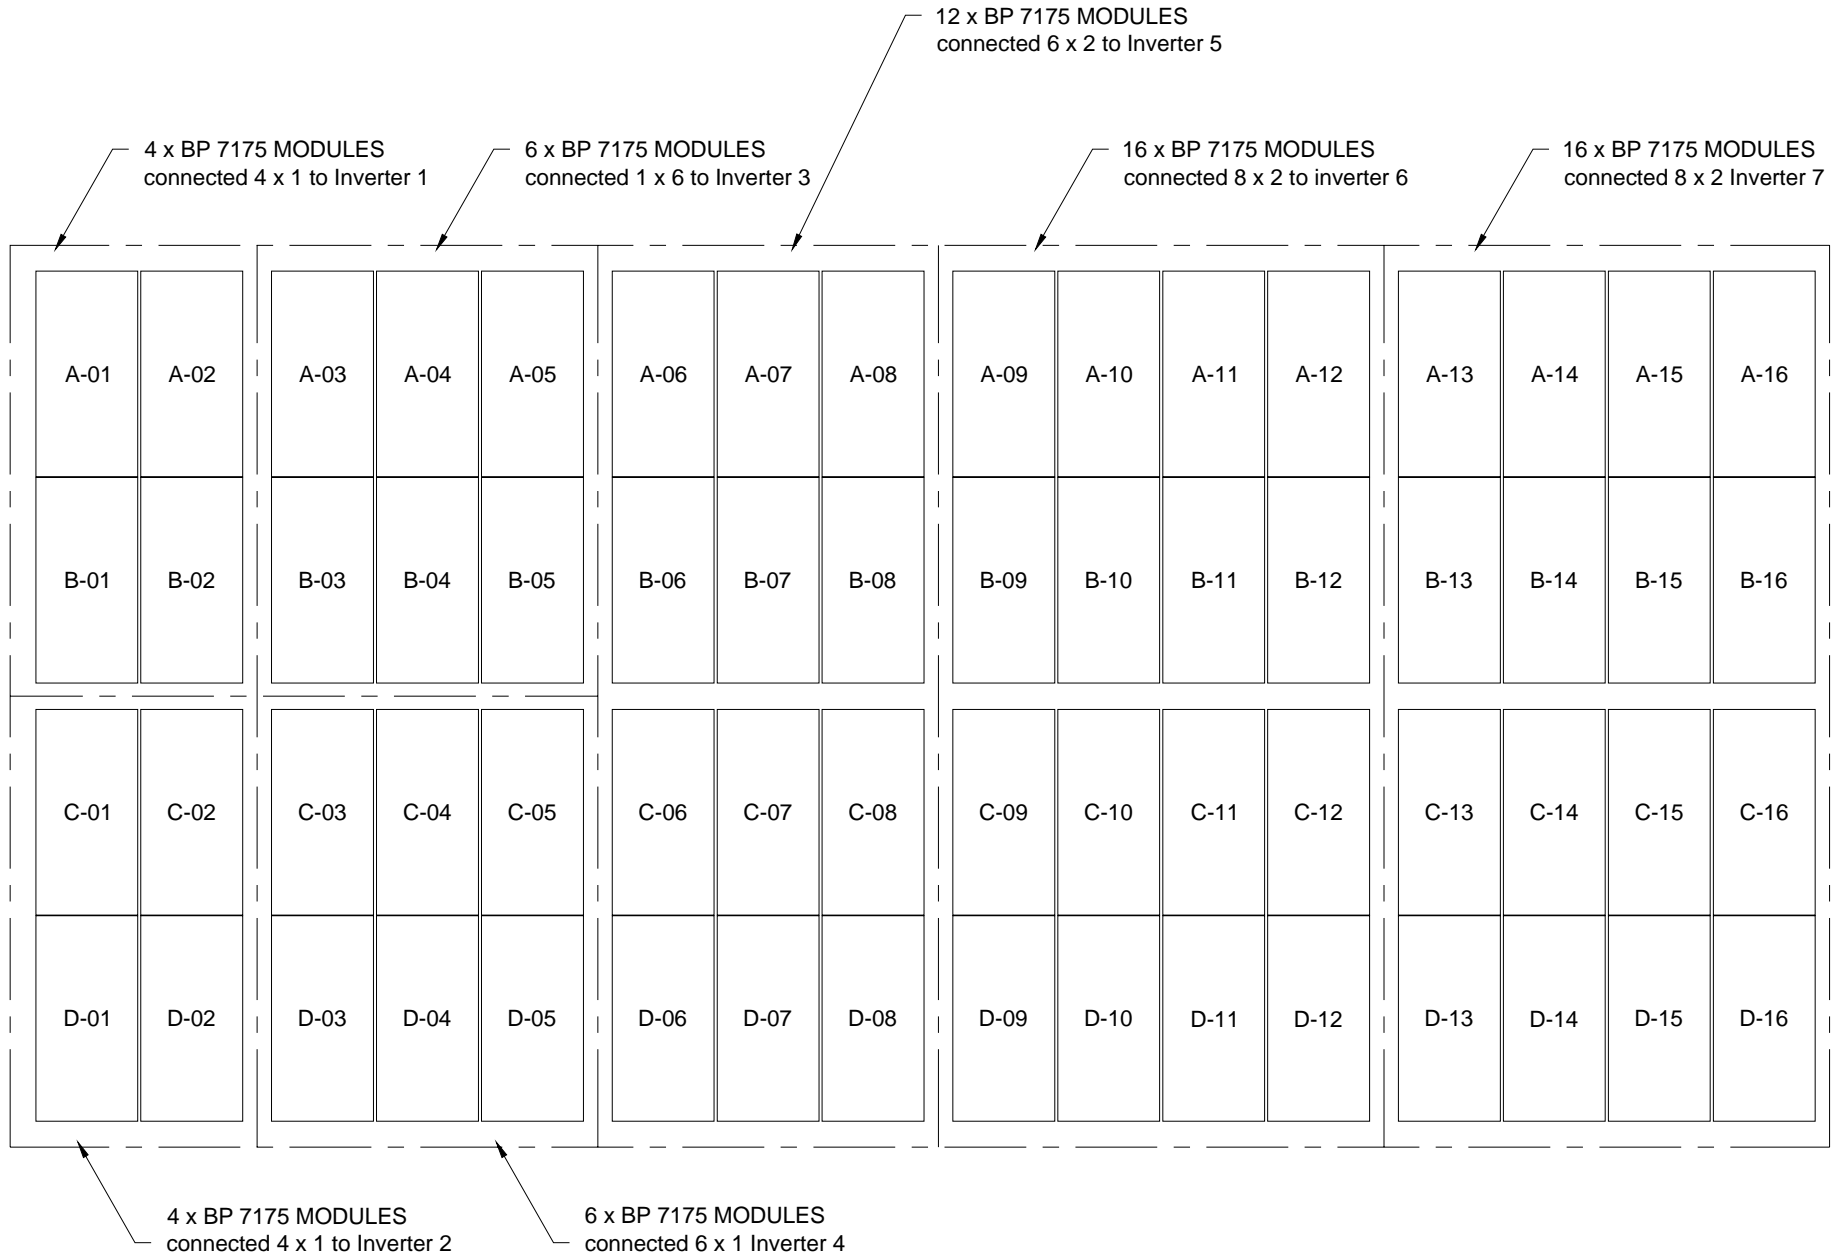 12 x BP 7175 MODULES
connected 6 x 2 to Inverter 5
4 x BP 7175 MODULES
connected 4 x 1 to Inverter 1
6 x BP 7175 MODULES
connected 1 x 6 to Inverter 3
16 x BP 7175 MODULES
connected 8 x 2 to inverter 6
16 x BP 7175 MODULES
connected 8 x 2 Inverter 7
A-01 A-02 A-03 A-04 A-05 A-06 A-07 A-08 A-09 A-10 A-11 A-12 A-13 A-14 A-15 A-16
B-01 B-02 B-03 B-04 B-05 B-06 B-07 B-08 B-09 B-10 B-11 B-12 B-13 B-14 B-15 B-16
C-01 C-02 C-03 C-04 C-05 C-06 C-07 C-08 C-09 C-10 C-11 C-12 C-13 C-14 C-15 C-16
D-01 D-02 D-03 D-04 D-05 D-06 D-07 D-08 D-09 D-10 D-11 D-12 D-13 D-14 D-15 D-16
4 x BP 7175 MODULES
connected 4 x 1 to Inverter 2
6 x BP 7175 MODULES
connected 6 x 1 Inverter 4